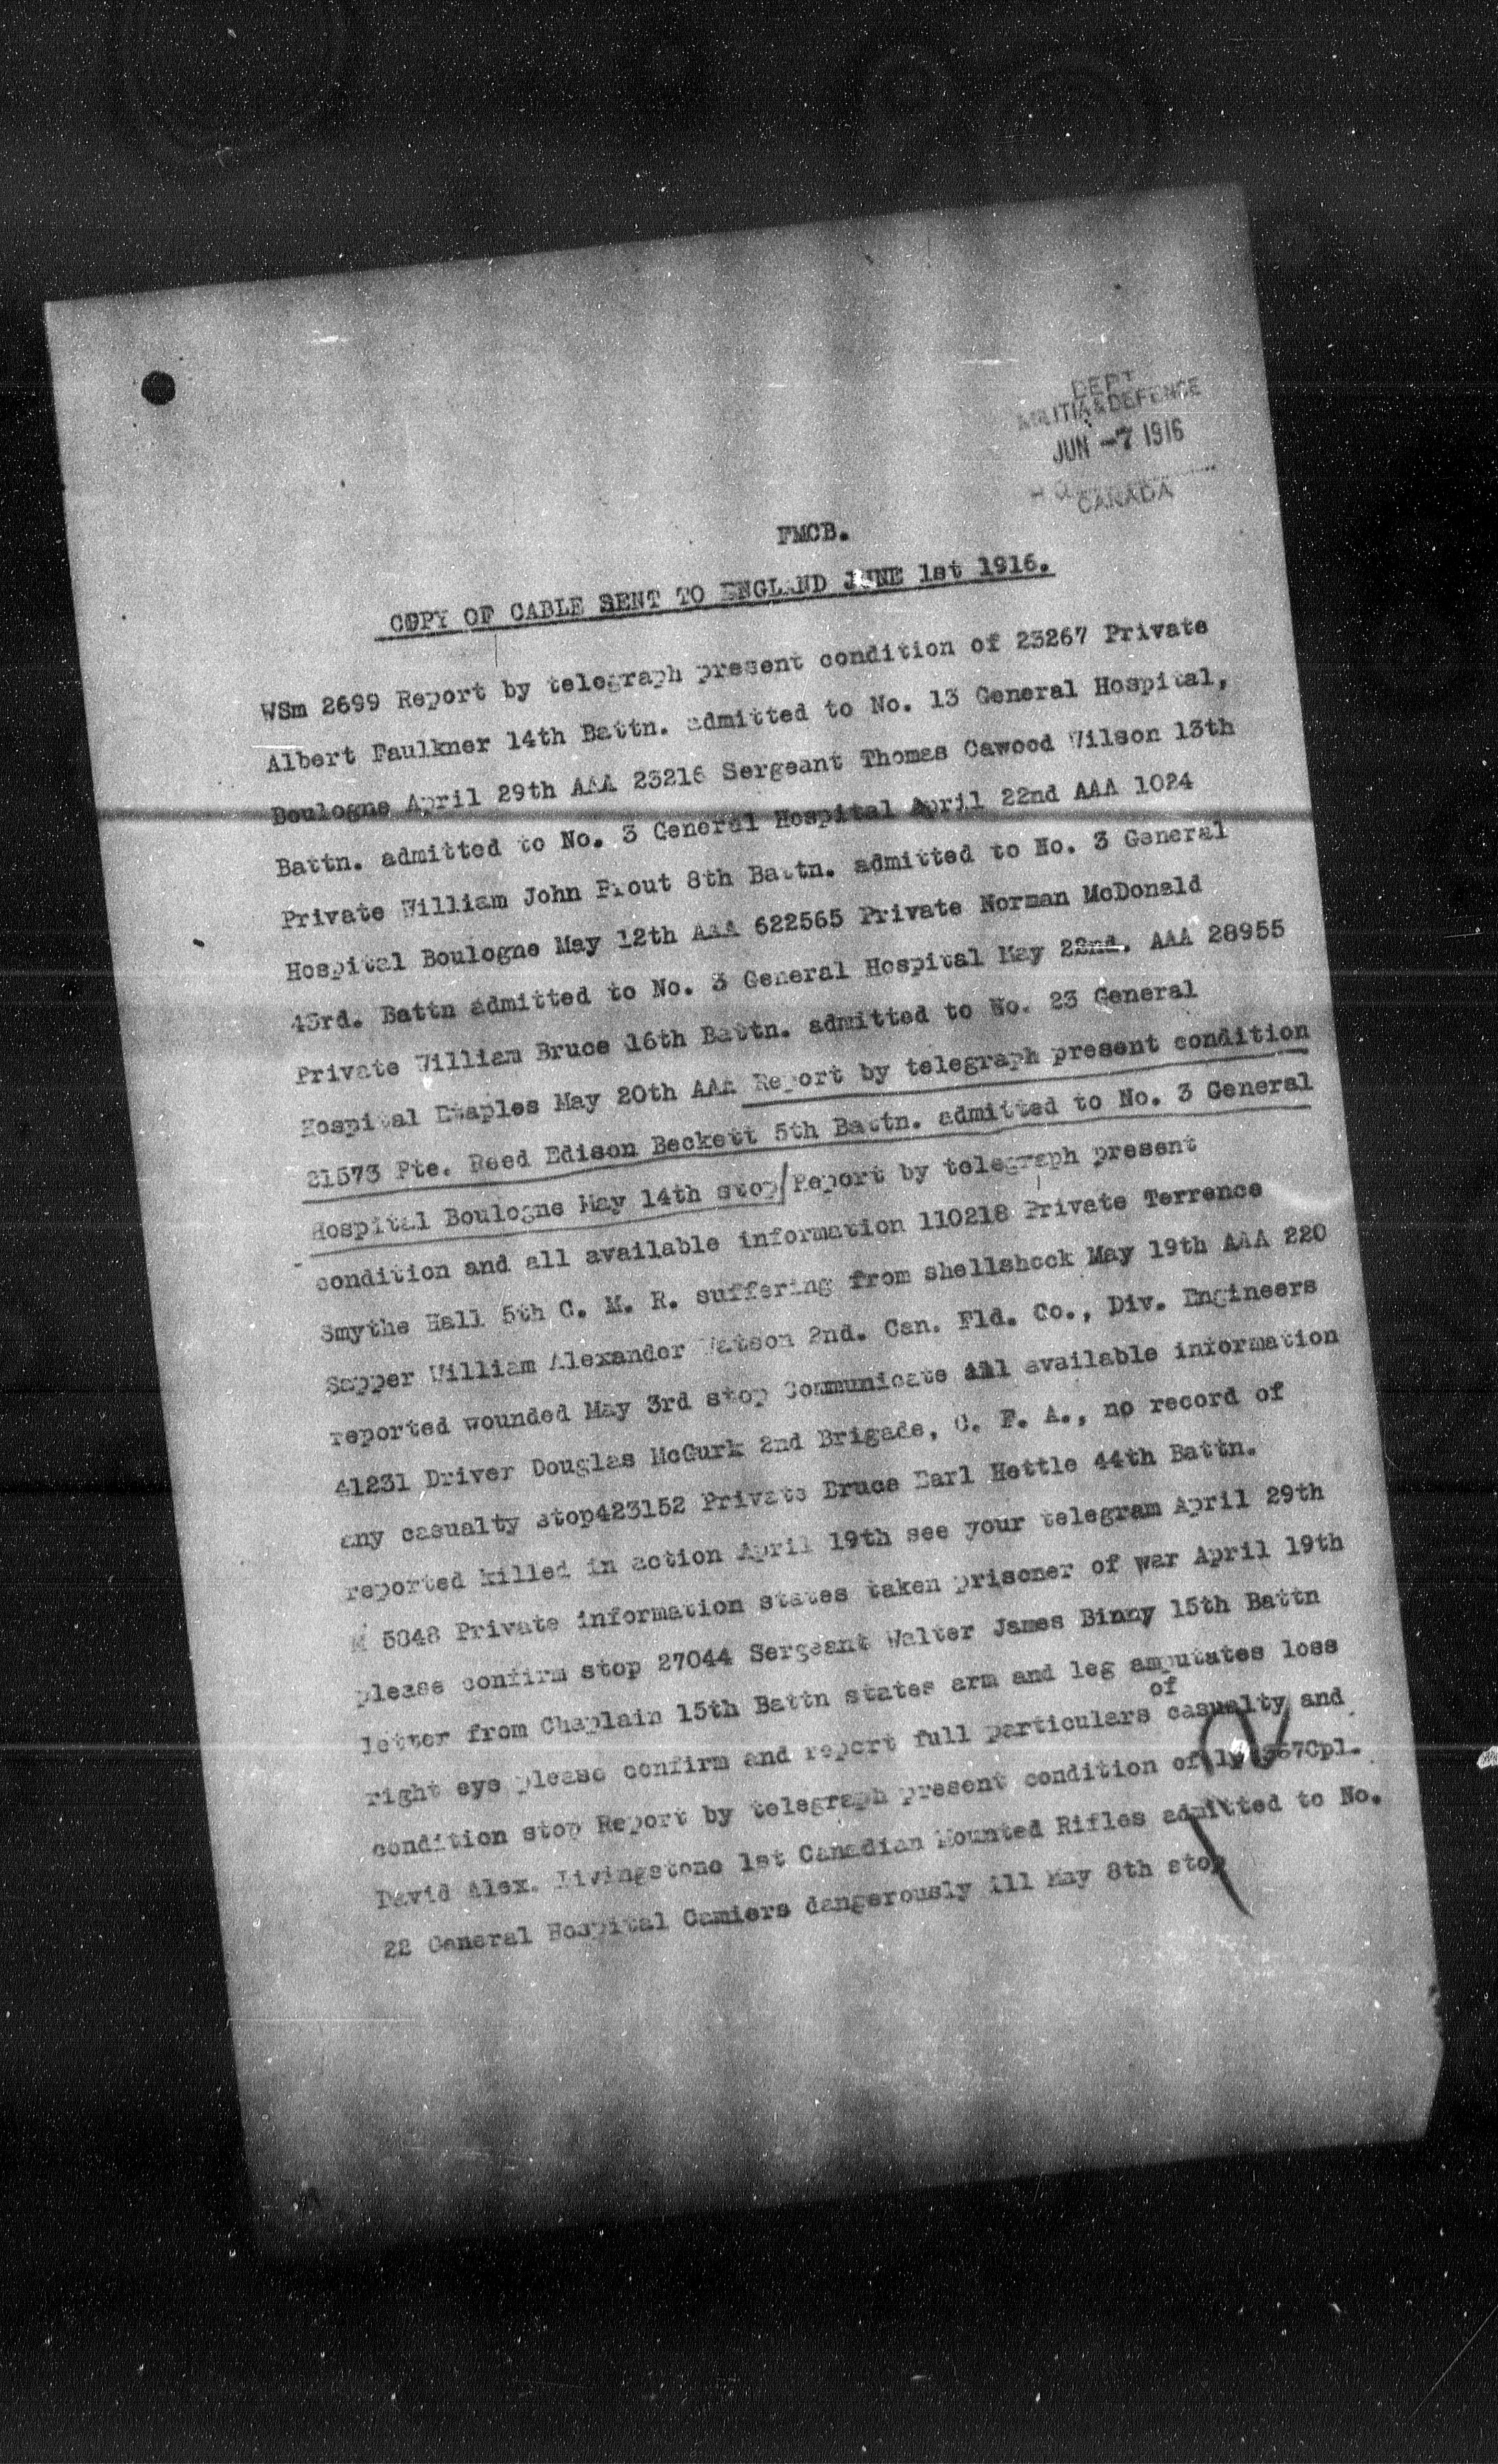 DEPT.
MILITIA & DEFENCE
JUN -7 1916
CANADA
FMCB.
COPY OF CABLE SENT TO ENGLAND JUNE 1st 1916.
WSm 2699 Report by telegraph present condition of 23267 Private
Albert Faulkner 14th Battn. admitted to No. 13 General Hospital,
Boulogne April 29th AAA 23216 Sergeant Thomas Cawood Wilson 13th
Battn. admitted to No. 3 General Hospital April 22nd AAA 1024
Private William John Prout 8th Battn. admitted to No. 3 General
Hospital Boulogne May 12th AAA 622565 Private Norman McDonald
43rd. Battn admitted to No. 3 General Hospital May 22nd. AAA 28955
Private William Bruce 16th Battn. admitted to No. 23 General
Hospital Etaples May 20th AAA Report by telegraph present condition
21573 Pte. Reed Edison Beckett 5th Battn. admitted to No. 3 General
Hospital Boulogne May 14th stop/Report by telegraph present
condition and all available information 110218 Private Terrence
Smythe Hall 5th C. M. R. suffering from shellshock May 19th AAA 220
Sapper William Alexander Watson 2nd. Can. Fld. Co., Div. Engineers
reported wounded May 3rd stop Communicate all available information
41231 Driver Douglas McGurk 2nd Brigade, C. F. A., no record of
any casualty stop423152 Private Bruce Earl Hettle 44th Battn.
reported killed in action April 19th see your telegram April 29th
M 5048 Private information states taken prisoner of war April 19th
please confirm stop 27044 Sergeant Walter James Binny 15th Battn
letter from Chaplain 15th Battn states arm and leg amputates loss
of
right eye please confirm and report full particulars casualty and
condition stop Report by telegraph present condition of Cpl.
David Alex. Livingstone 1st Canadian Mounted Rifles admitted to No.
22 General Hospital Camiers dangerously ill May 8th stop